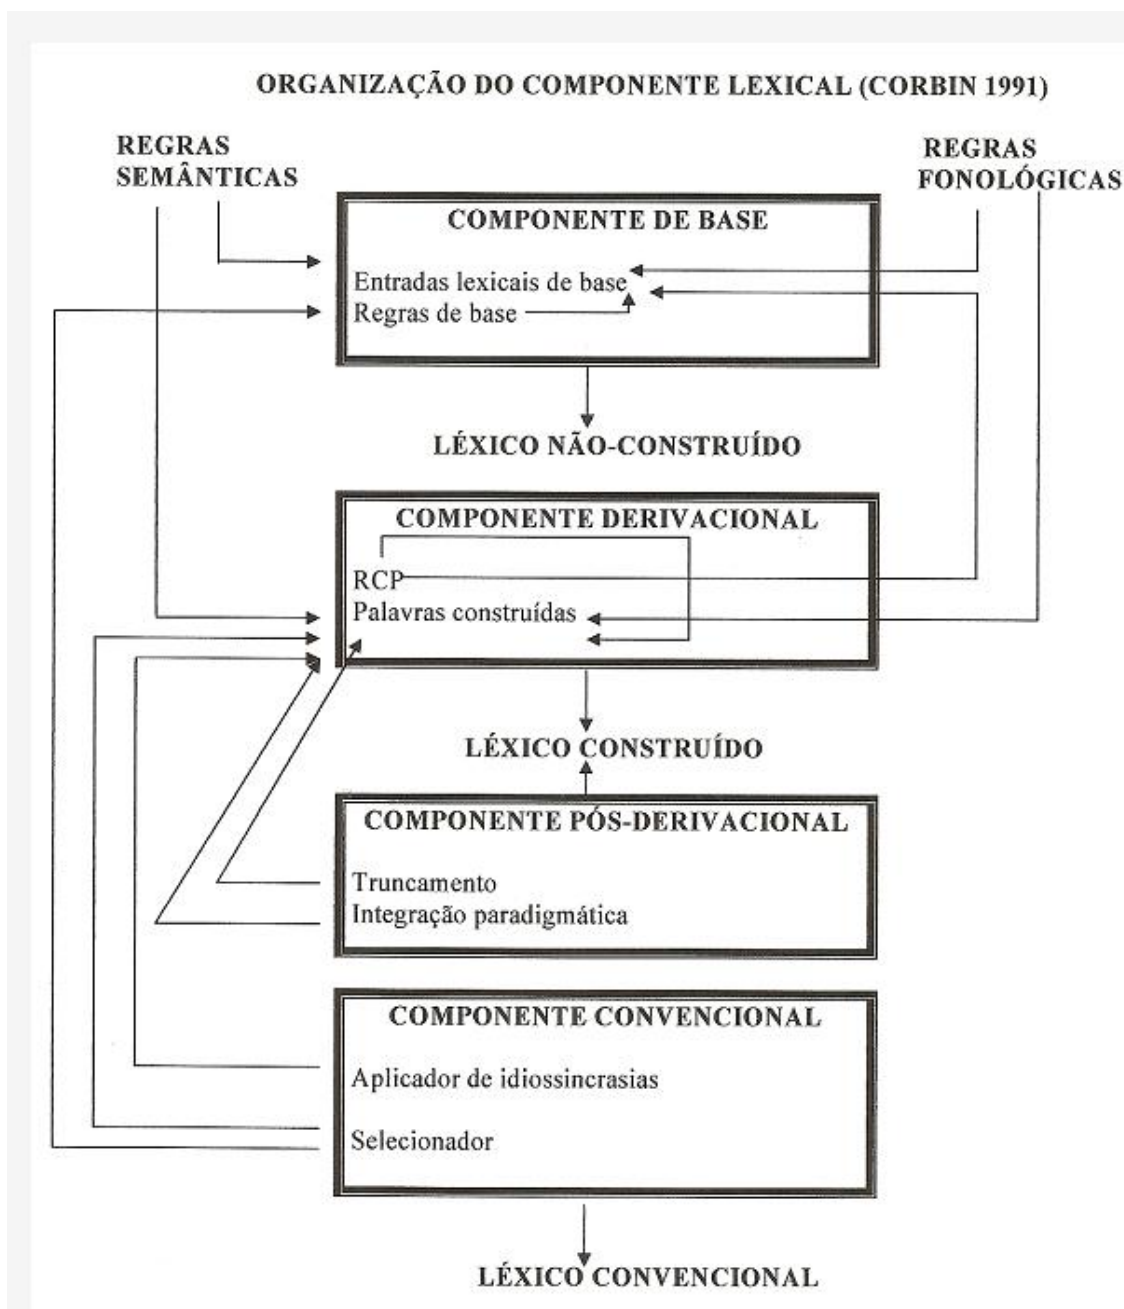 ORGANIZAÇÃO DO COMPONENTE LEXICAL (CORBIN 1991)
REGRAS
SEMÂNTICAS
REGRAS
FONOLÓGICAS
COMPONENTE DE BASE
Entradas lexicais de base
Regras de base
LÉXICO NÃO-CONSTRUÍDO
COMPONENTE DERIVACIONAL
RCP
Palavras construídas
LÉXICO CONSTRUÍDO
COMPONENTE PÓS-DERIVACIONAL
Truncamento
Integração paradigmática
COMPONENTE CONVENCIONAL
Aplicador de idiossincrasias
Selecionador
LÉXICO CONVENCIONAL